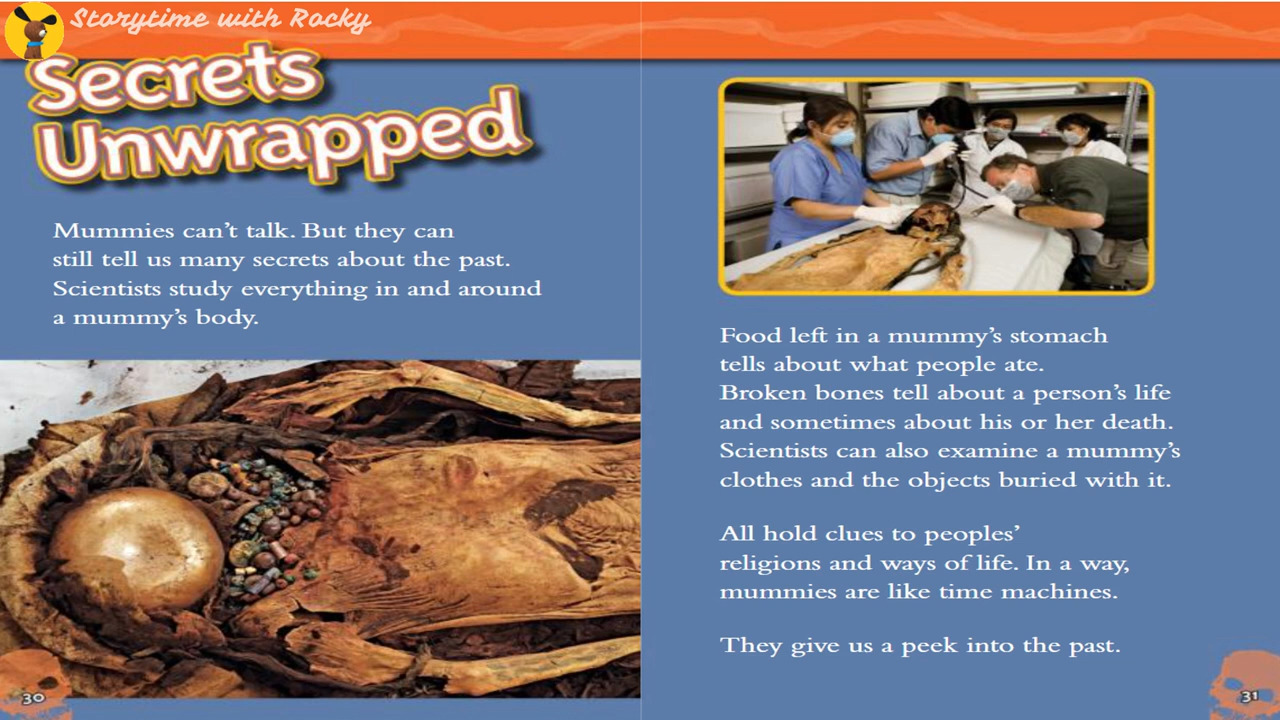 Storytime with Rocky
Secrets
Unwrapped
Mummies can’t talk. But they can
still tell us many secrets about the past.
Scientists study everything in and around
a mummy’s body.
30
Food left in a mummy’s stomach
tells about what people ate.
Broken bones tell about a person’s life
and sometimes about his or her death.
Scientists can also examine a mummy’s
clothes and the objects buried with it.
All hold clues to peoples’
religions and ways of life. In a way,
mummies are like time machines.
They give us a peek into the past.
31